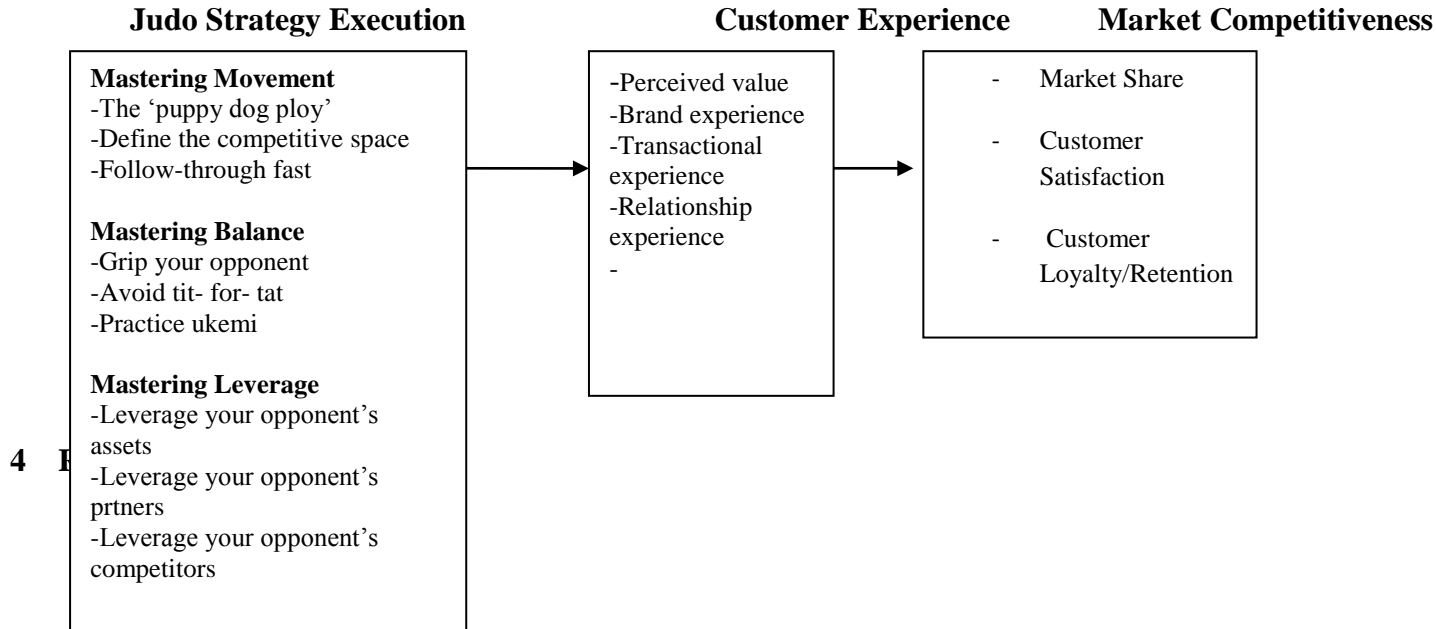 Judo Strategy Execution
Mastering Movement
-The ‘puppy dog ploy’
-Define the competitive space
-Follow-through fast
Mastering Balance
-Grip your opponent
-Avoid tit- for- tat
-Practice ukemi
Mastering Leverage
-Leverage your opponent’s
assets
-Leverage your opponent’s
prtners
-Leverage your opponent’s
competitors
Customer Experience
-Perceived value
-Brand experience
-Transactional
experience
-Relationship
experience
-
Market Competitiveness
- Market Share
- Customer
Satisfaction
- Customer
Loyalty/Retention
4